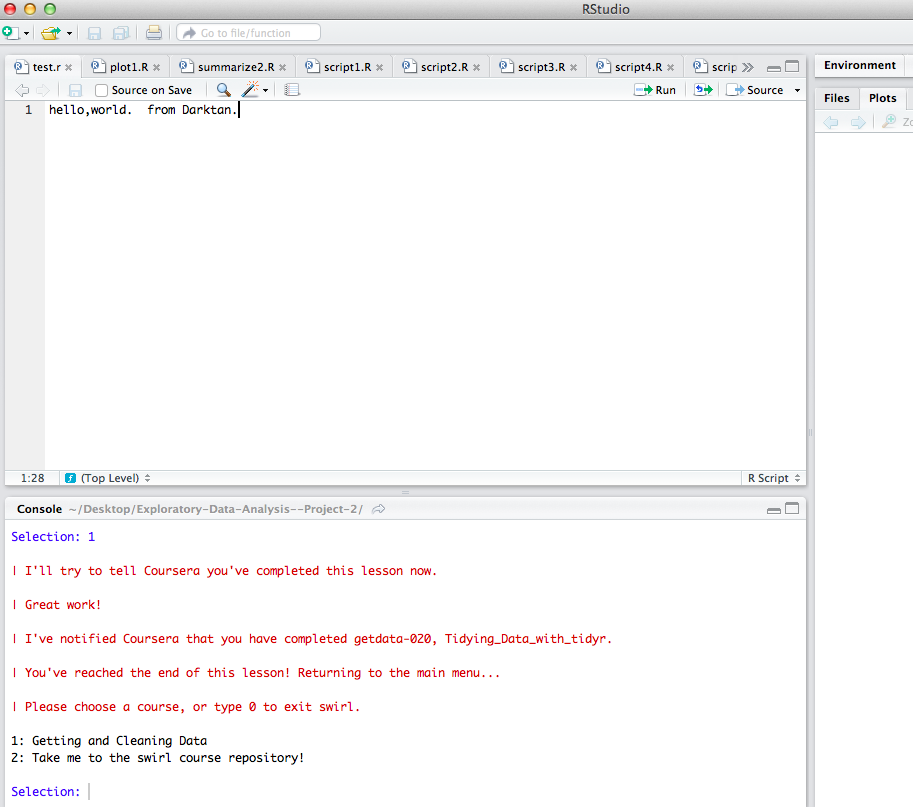 RStudio
Go to file/function
test.r plot1.R summarize2.R script1.R script2.R script3.R script4.R scrip
Environment
Source on Save Run Source
Files Plots
1 hello,world.  from Darktan.
Zo
1:28 (Top Level) R Script
Console ~/Desktop/Exploratory-Data-Analysis--Project-2/
Selection: 1
| I'll try to tell Coursera you've completed this lesson now.
| Great work!
| I've notified Coursera that you have completed getdata-020, Tidying_Data_with_tidyr.
| You've reached the end of this lesson! Returning to the main menu...
| Please choose a course, or type 0 to exit swirl.
1: Getting and Cleaning Data
2: Take me to the swirl course repository!
Selection: